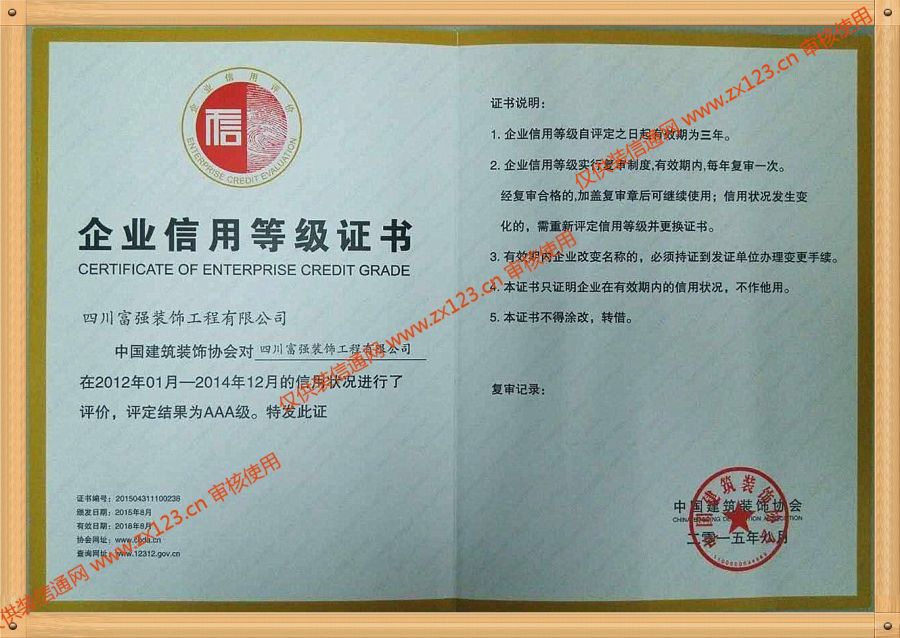 企业信用评价
信
ENTERPRISE CREDIT EVALUATION
企业信用等级证书
CERTIFICATE OF ENTERPRISE CREDIT GRADE
四川富强装饰工程有限公司
中国建筑装饰协会对 四川富强装饰工程有限公司
在2012年01月—2014年12月的信用状况进行了
评价，评定结果为AAA级。特发此证
证书编号：201504311100236
颁发日期：2015年8月
有效日期：2018年8月
协会网址：www.cbda.cn
查询网址：www.12312.gov.cn
证书说明：
1. 企业信用等级自评定之日起有效期为三年。
2. 企业信用等级实行复审制度,有效期内,每年复审一次。
经复审合格的,加盖复审章后可继续使用；信用状况发生变
化的，需重新评定信用等级并更换证书。
3. 有效期内企业改变名称的，必须持证到发证单位办理变更手续。
4. 本证书只证明企业在有效期内的信用状况，不作他用。
5. 本证书不得涂改，转借。
复审记录：
中国建筑装饰协会
CHINA BUILDING DECORATION ASSOCIATION
二零一五年八月
中国建筑装饰协会
仅供装信通网 www.zx123.cn 审核使用
仅供装信通网 www.zx123.cn 审核使用
仅供装信通网 www.zx123.cn 审核使用